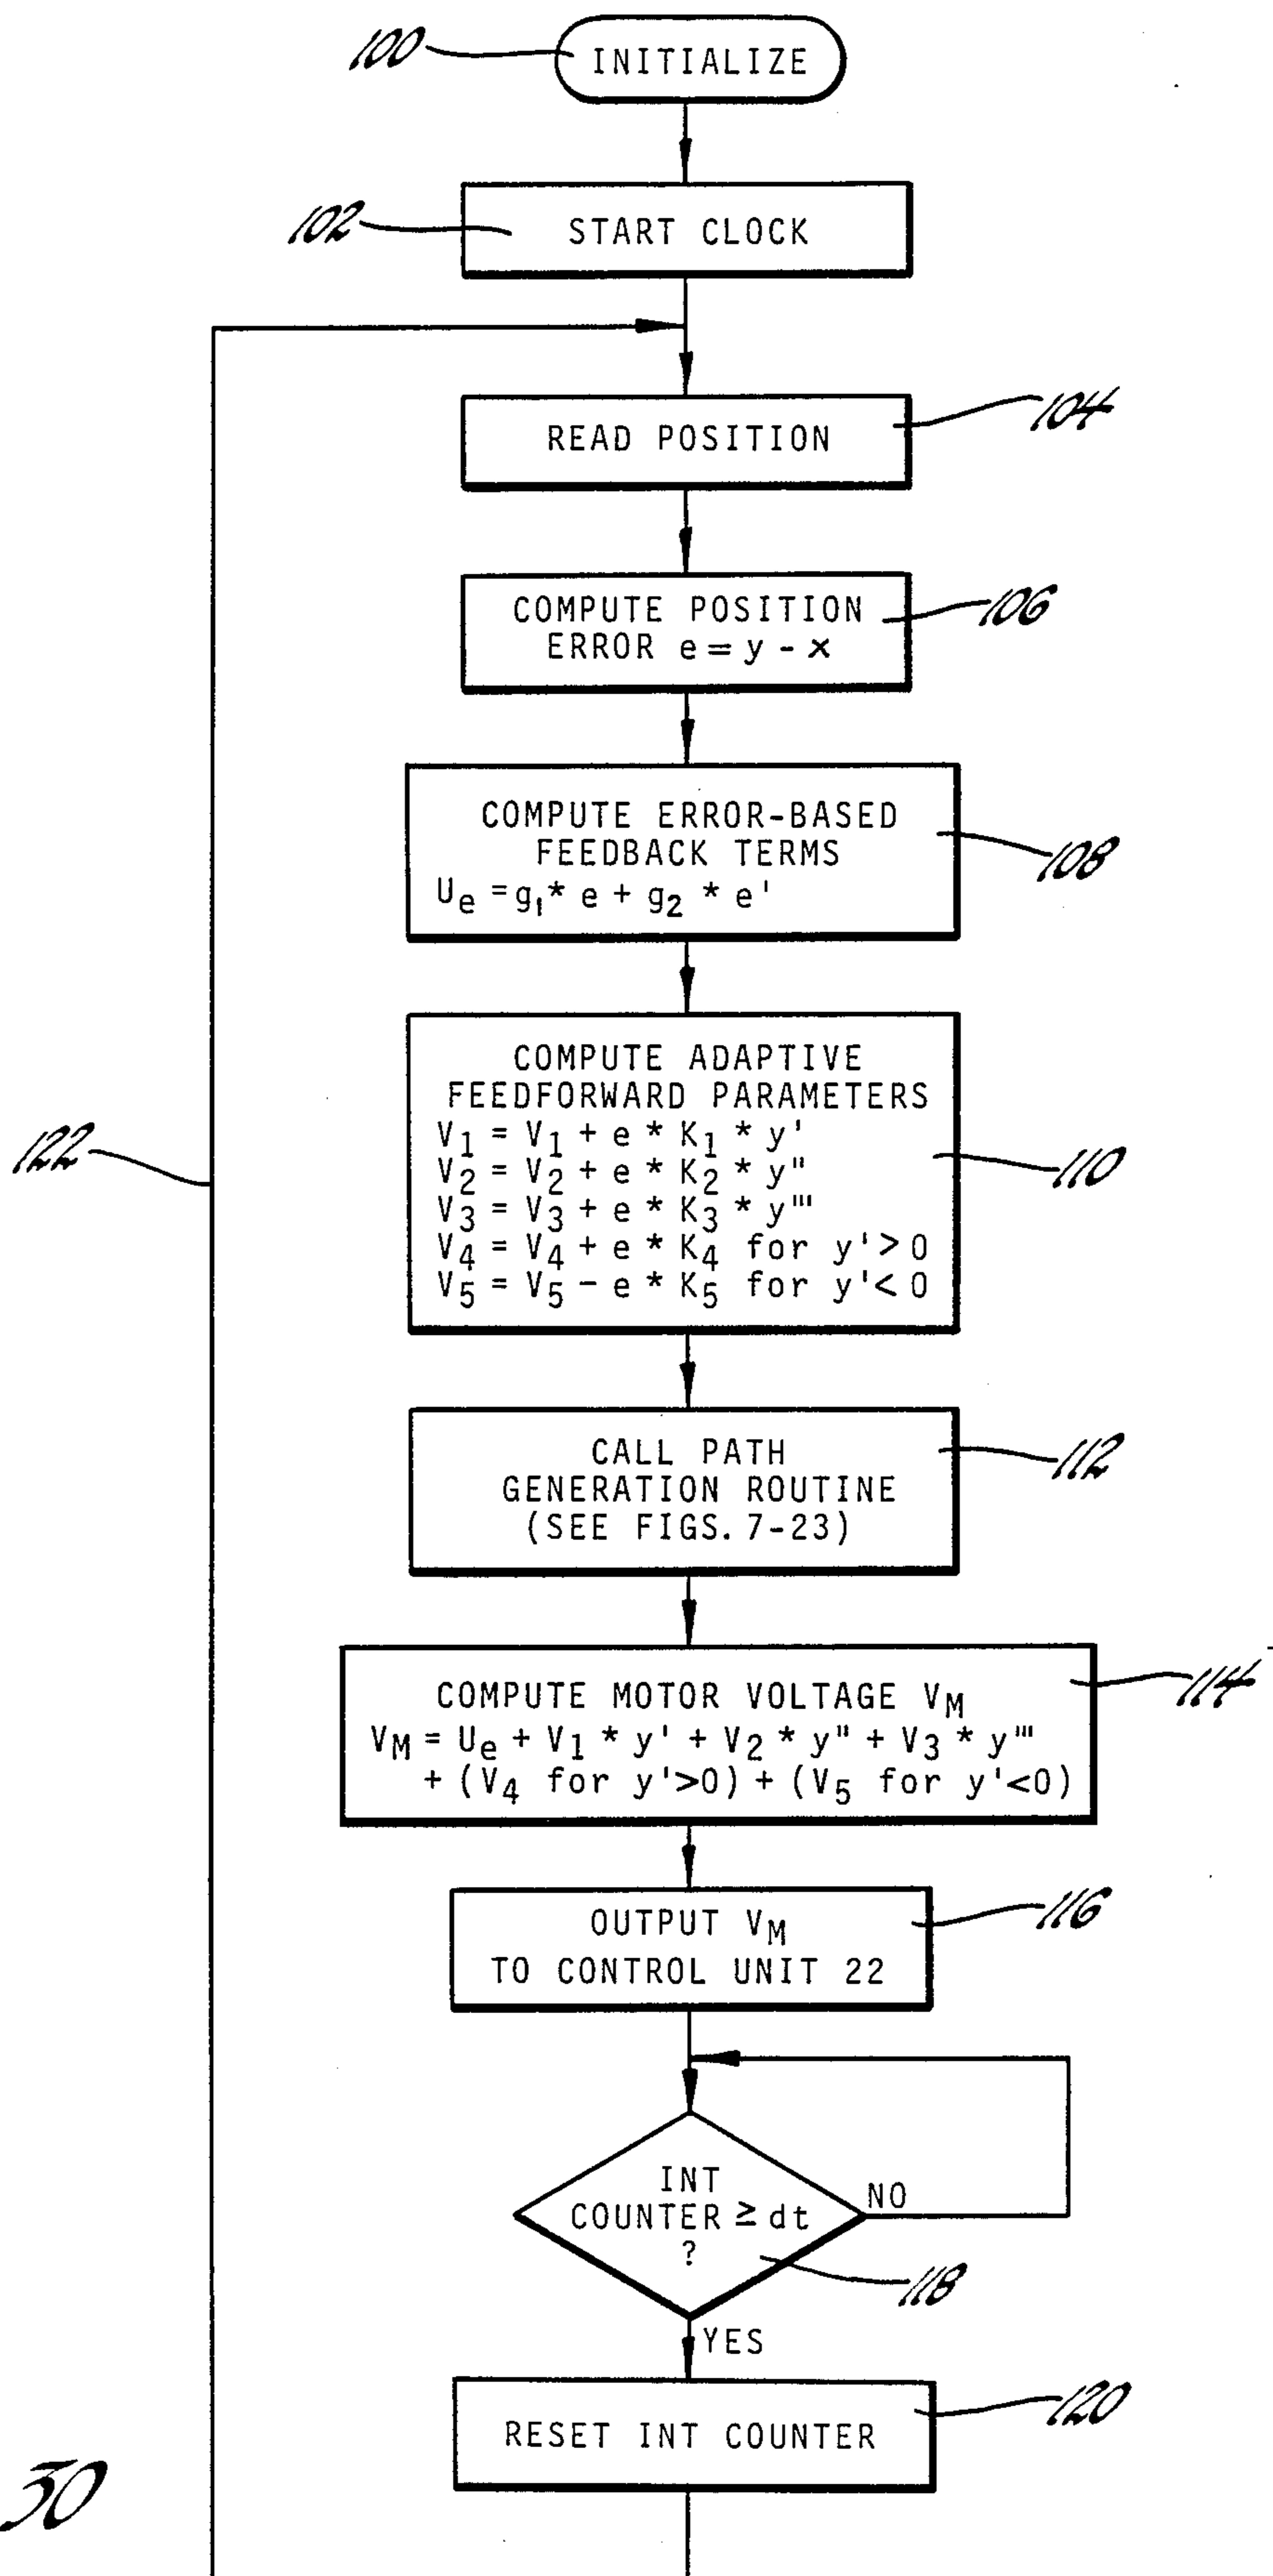 100
INITIALIZE
102
START CLOCK
104
READ POSITION
106
COMPUTE POSITION
ERROR e = y - x
108
COMPUTE ERROR-BASED
FEEDBACK TERMS
Uₑ = g₁* e + g₂ * e'
COMPUTE ADAPTIVE
FEEDFORWARD PARAMETERS
V₁ = V₁ + e * K₁ * y'
122
110
V₂ = V₂ + e * K₂ * y"
V₃ = V₃ + e * K₃ * y'''
V₄ = V₄ + e * K₄ for y'> 0
V₅ = V₅ − e * K₅ for y'< 0
112
CALL PATH
GENERATION ROUTINE
(SEE FIGS. 7-23)
114
COMPUTE MOTOR VOLTAGE V_M
V_M = Uₑ + V₁ * y' + V₂ * y" + V₃ * y'''
+ (V₄ for y'>0) + (V₅ for y'<0)
116
OUTPUT V_M
TO CONTROL UNIT 22
INT
COUNTER ≥ dt
?
NO
118
YES
120
RESET INT COUNTER
30